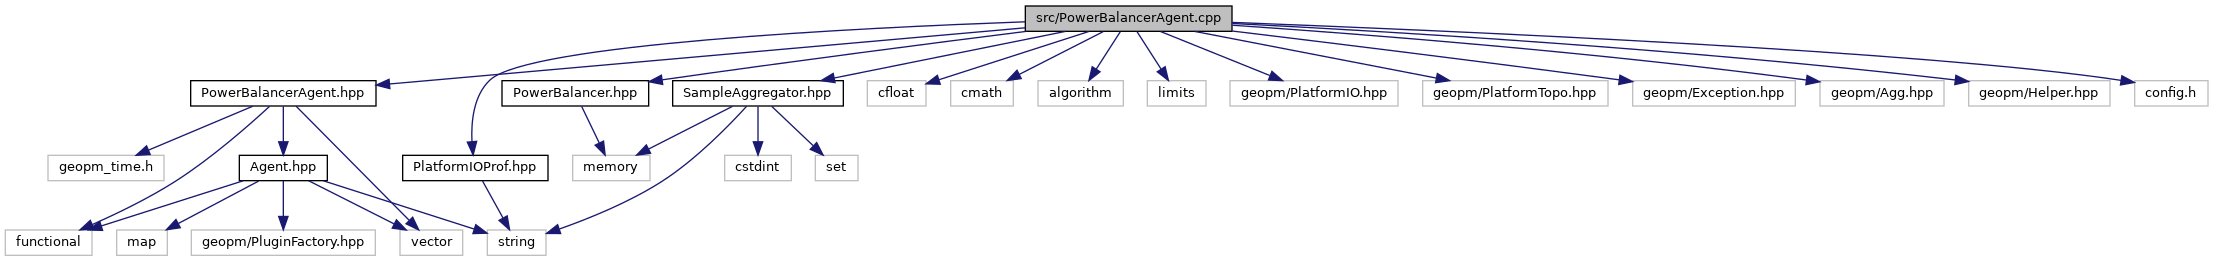 src/PowerBalancerAgent.cpp
PowerBalancerAgent.hpp
PowerBalancer.hpp
SampleAggregator.hpp
cfloat
cmath
algorithm
limits
geopm/PlatformIO.hpp
geopm/PlatformTopo.hpp
geopm/Exception.hpp
geopm/Agg.hpp
geopm/Helper.hpp
config.h
geopm_time.h
Agent.hpp
PlatformIOProf.hpp
memory
cstdint
set
functional
map
geopm/PluginFactory.hpp
vector
string